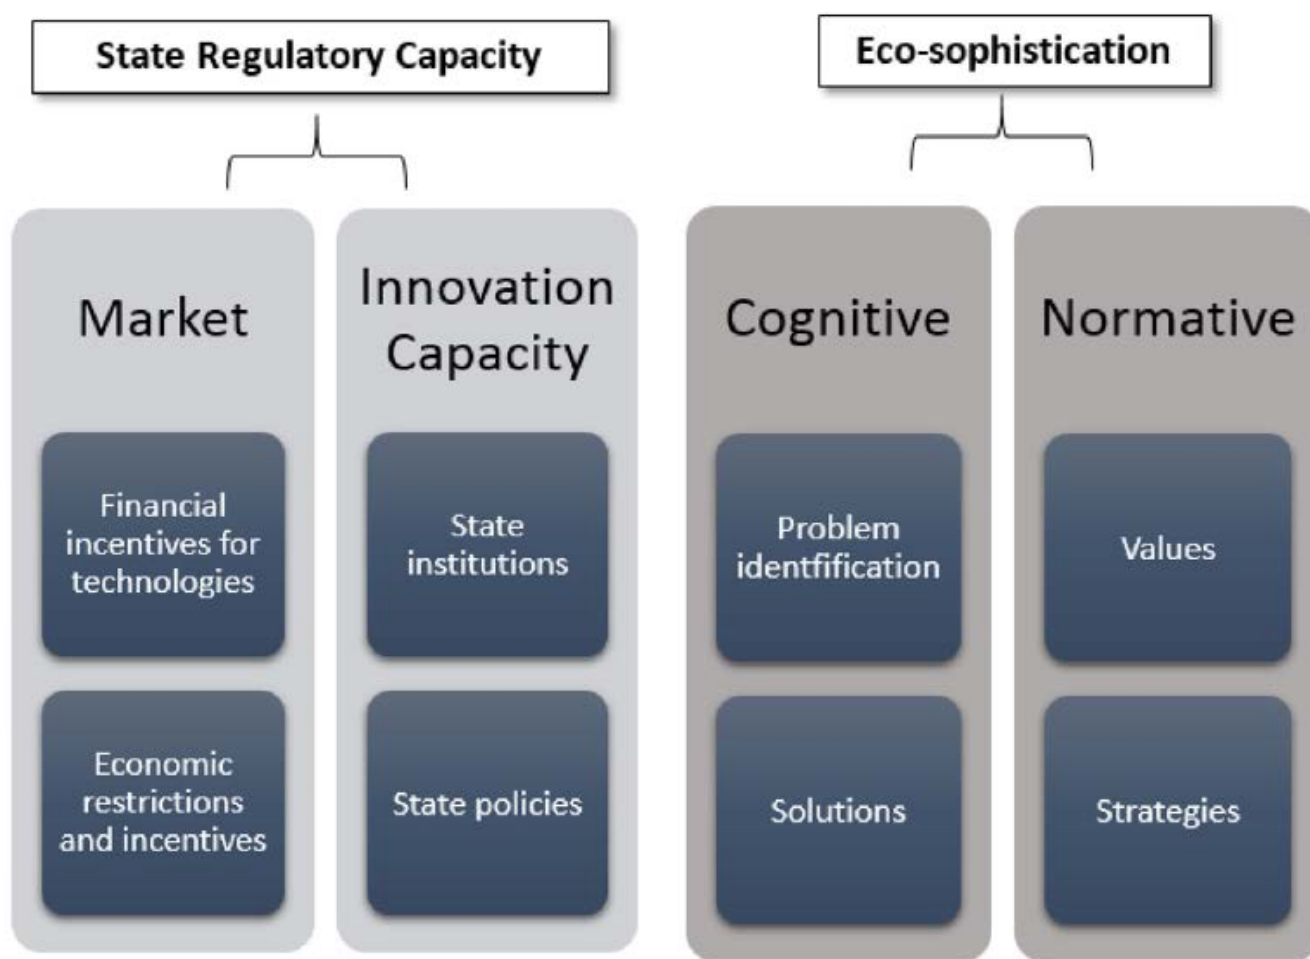 State Regulatory Capacity
Eco-sophistication
Market
Financial
incentives for
technologies
Economic
restrictions
and incentives
Innovation
Capacity
State
institutions
State policies
Cognitive
Problem
identfification
Solutions
Normative
Values
Strategies